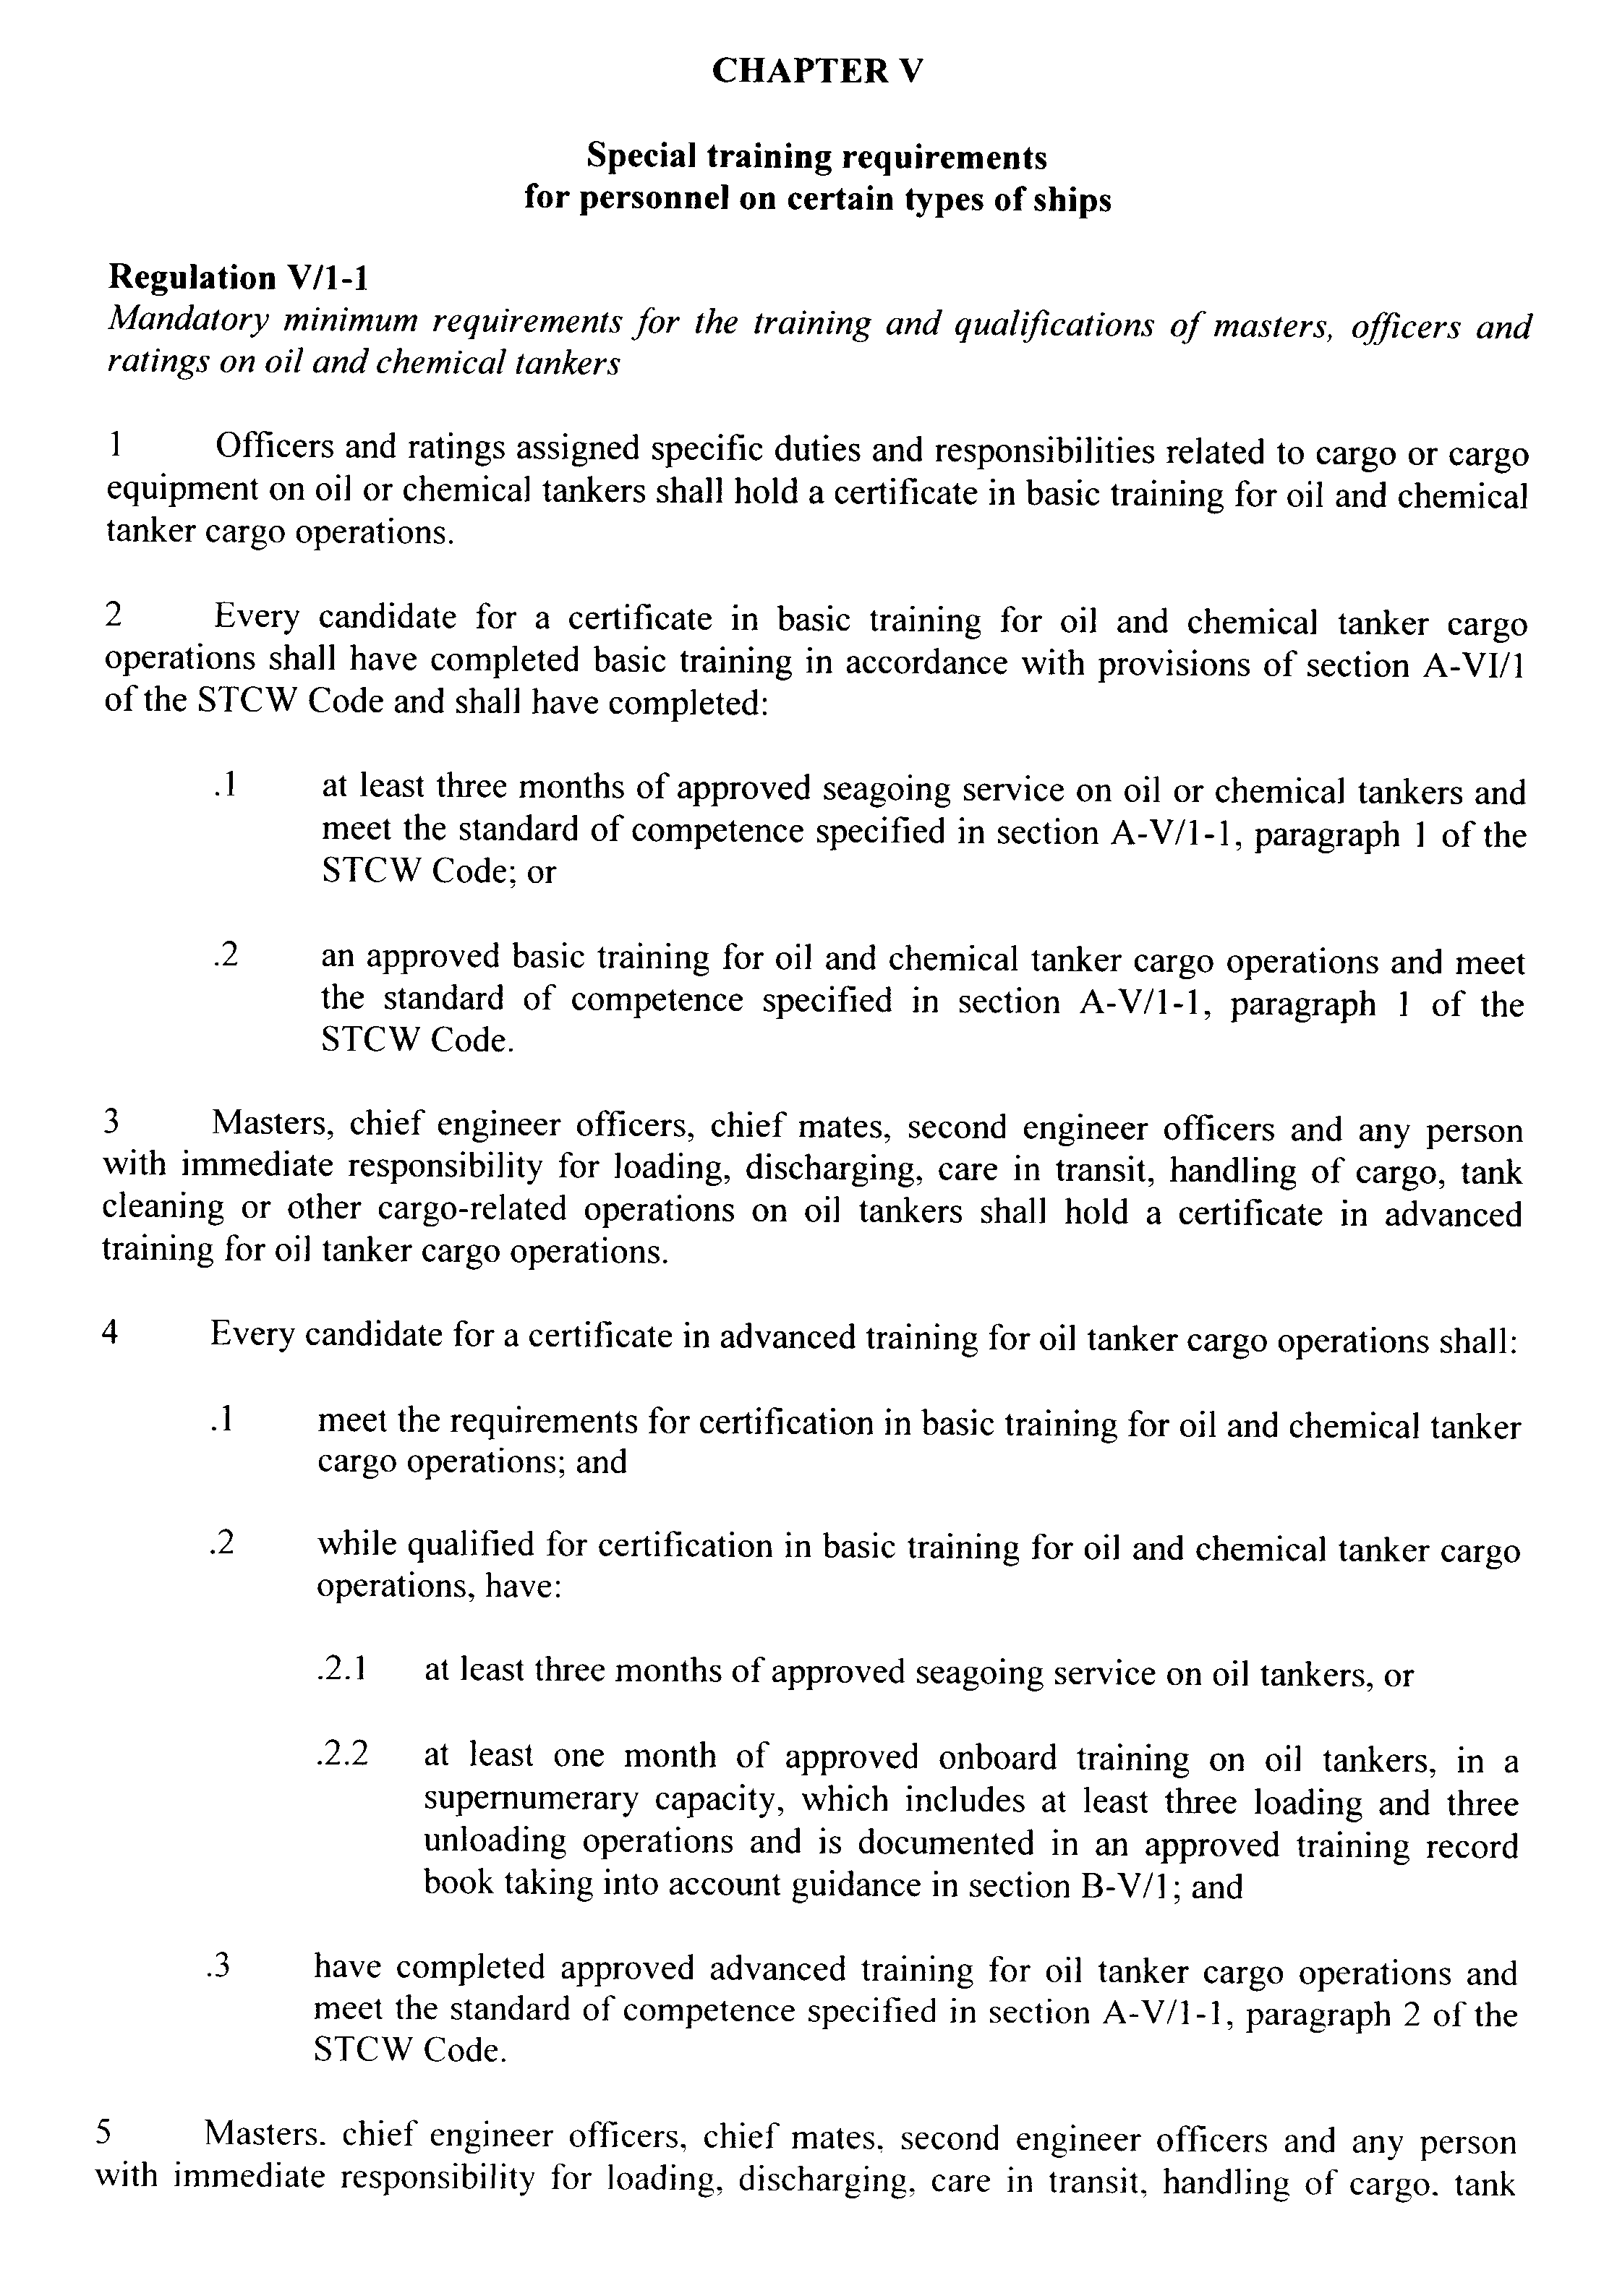 CHAPTER V
Special training requirements
for personnel on certain types of ships
Regulation V/1-1
Mandatory minimum requirements for the training and qualifications of masters, officers and
ratings on oil and chemical tankers
1 Officers and ratings assigned specific duties and responsibilities related to cargo or cargo
equipment on oil or chemical tankers shall hold a certificate in basic training for oil and chemical
tanker cargo operations.
2 Every candidate for a certificate in basic training for oil and chemical tanker cargo
operations shall have completed basic training in accordance with provisions of section A-VI/1
of the STCW Code and shall have completed:
.1 at least three months of approved seagoing service on oil or chemical tankers and
meet the standard of competence specified in section A-V/1-1, paragraph 1 of the
STCW Code; or
.2 an approved basic training for oil and chemical tanker cargo operations and meet
the standard of competence specified in section A-V/1-1, paragraph 1 of the
STCW Code.
3 Masters, chief engineer officers, chief mates, second engineer officers and any person
with immediate responsibility for loading, discharging, care in transit, handling of cargo, tank
cleaning or other cargo-related operations on oil tankers shall hold a certificate in advanced
training for oil tanker cargo operations.
4 Every candidate for a certificate in advanced training for oil tanker cargo operations shall:
.1 meet the requirements for certification in basic training for oil and chemical tanker
cargo operations; and
.2 while qualified for certification in basic training for oil and chemical tanker cargo
operations, have:
.2.1 at least three months of approved seagoing service on oil tankers, or
.2.2 at least one month of approved onboard training on oil tankers, in a
supernumerary capacity, which includes at least three loading and three
unloading operations and is documented in an approved training record
book taking into account guidance in section B-V/1; and
.3 have completed approved advanced training for oil tanker cargo operations and
meet the standard of competence specified in section A-V/1-1, paragraph 2 of the
STCW Code.
5 Masters, chief engineer officers, chief mates, second engineer officers and any person
with immediate responsibility for loading, discharging, care in transit, handling of cargo, tank